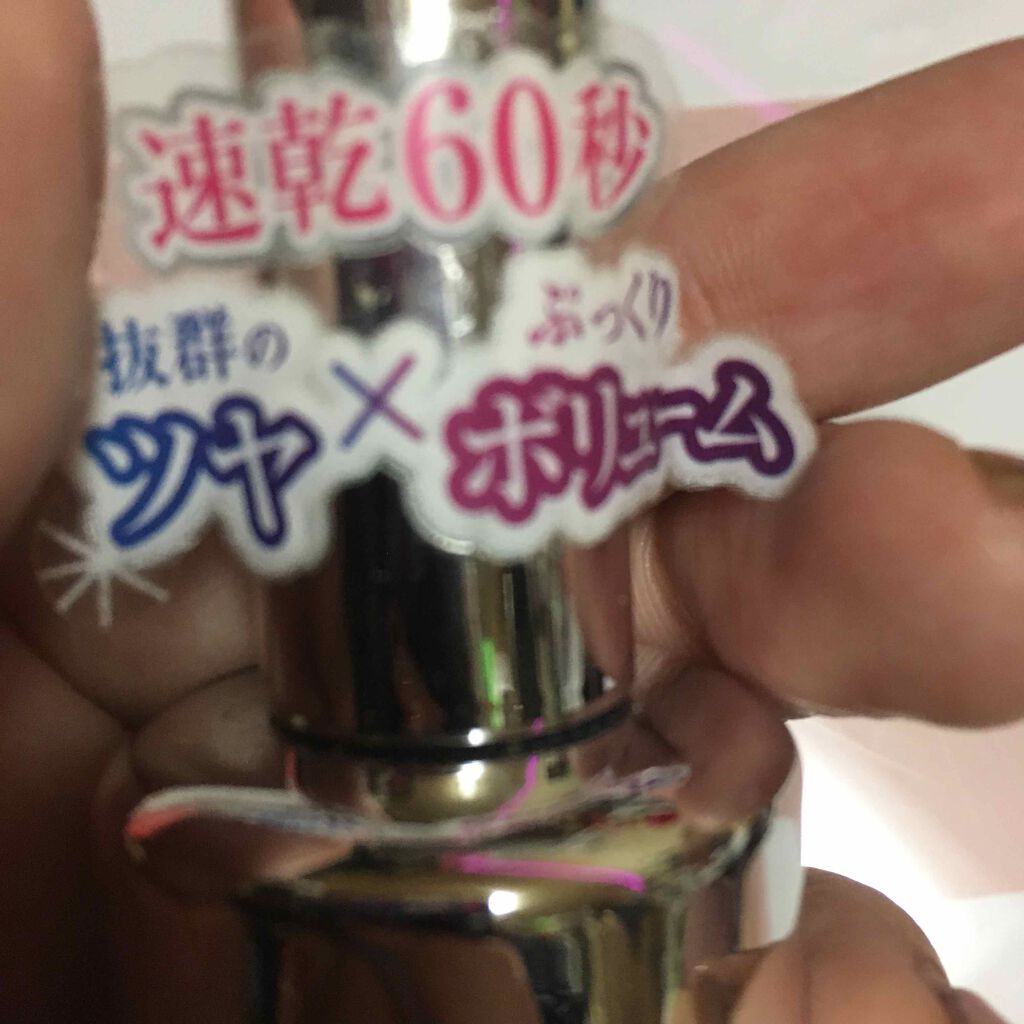 速乾60秒
抜群の
ツヤ×
ぷっくり
ボリューム